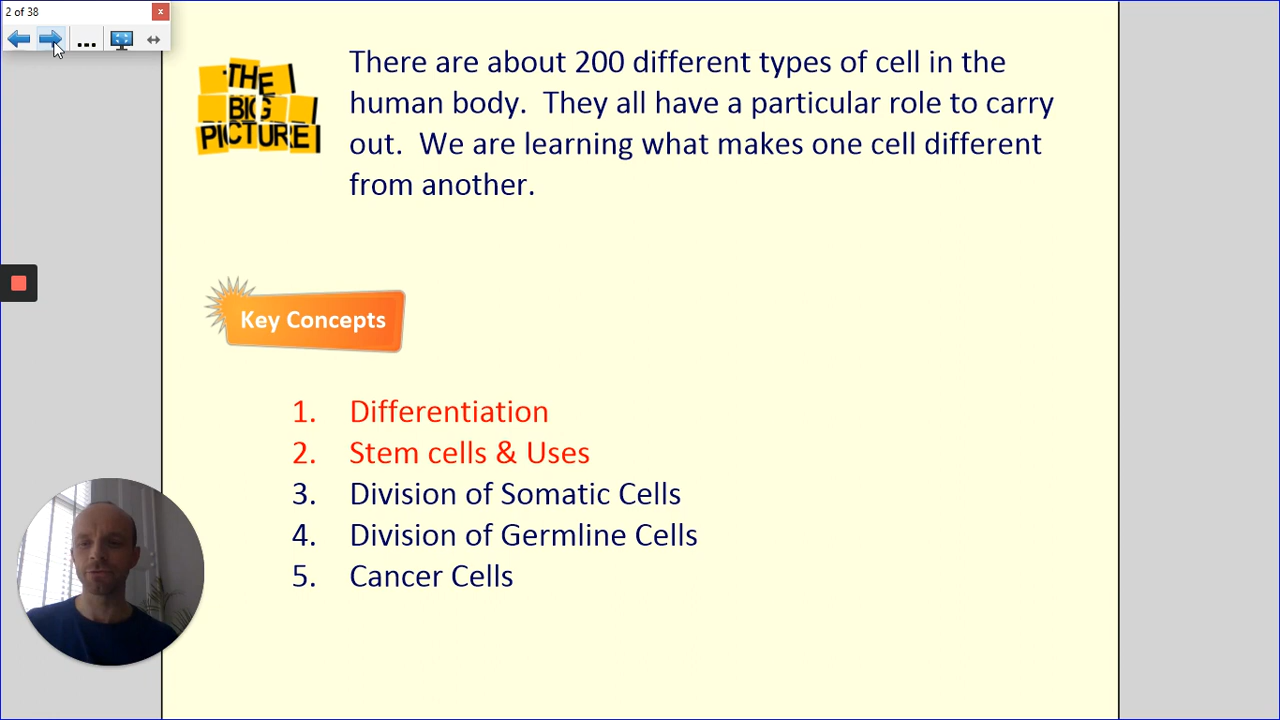 2 of 38
x
...
THE
BIG
PICTURE
There are about 200 different types of cell in the
human body. They all have a particular role to carry
out. We are learning what makes one cell different
from another.
Key Concepts
1. Differentiation
2. Stem cells & Uses
3. Division of Somatic Cells
4. Division of Germline Cells
5. Cancer Cells